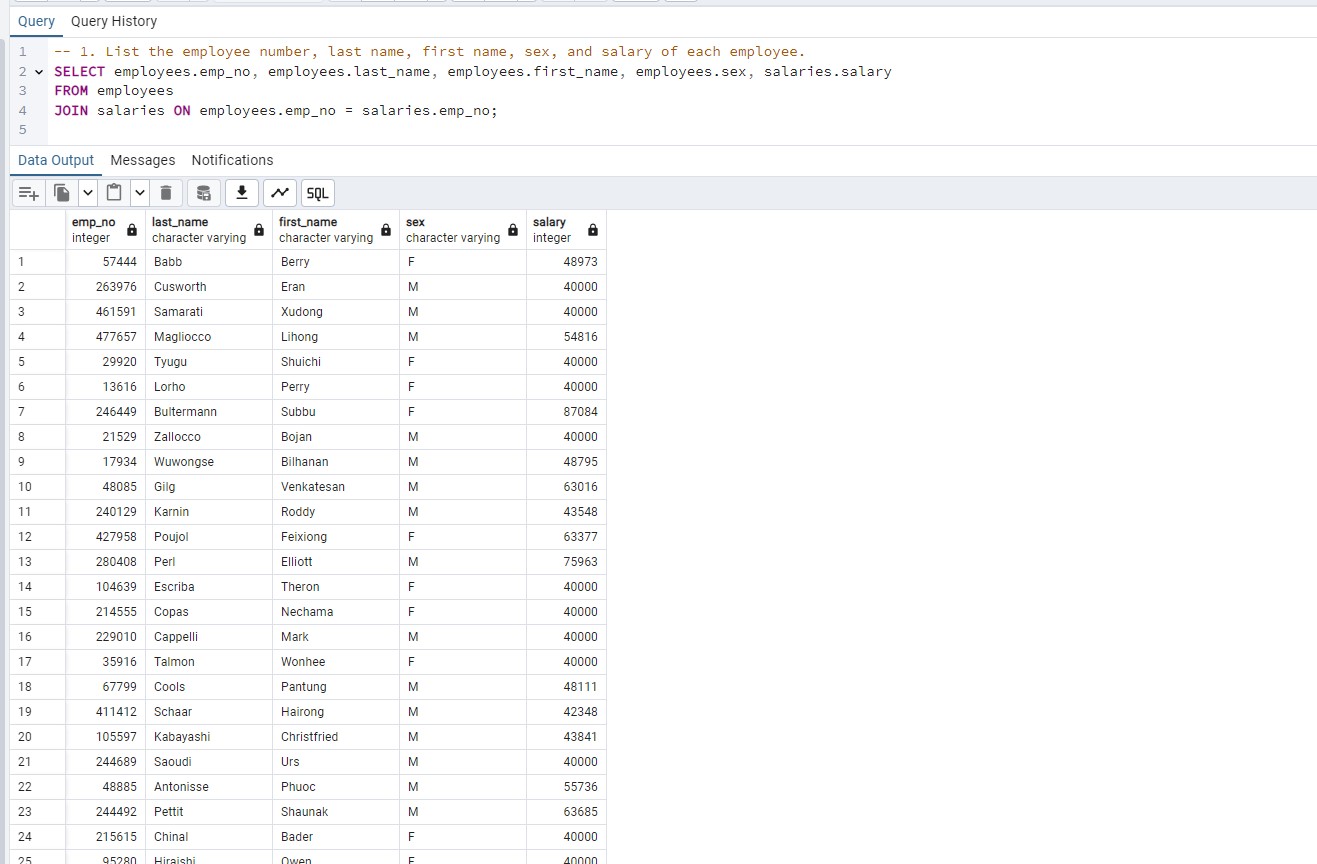 Query Query History
1 -- 1. List the employee number, last name, first name, sex, and salary of each employee.
2 SELECT employees.emp_no, employees.last_name, employees.first_name, employees.sex, salaries.salary
3 FROM employees
4 JOIN salaries ON employees.emp_no = salaries.emp_no;
5
Data Output Messages Notifications
SQL
emp_no last_name first_name sex salary
integer character varying character varying character varying integer
1 57444 Babb Berry F 48973
2 263976 Cusworth Eran M 40000
3 461591 Samarati Xudong M 40000
4 477657 Magliocco Lihong M 54816
5 29920 Tyugu Shuichi F 40000
6 13616 Lorho Perry F 40000
7 246449 Bultermann Subbu F 87084
8 21529 Zallocco Bojan M 40000
9 17934 Wuwongse Bilhanan M 48795
10 48085 Gilg Venkatesan M 63016
11 240129 Karnin Roddy M 43548
12 427958 Poujol Feixiong F 63377
13 280408 Perl Elliott M 75963
14 104639 Escriba Theron F 40000
15 214555 Copas Nechama F 40000
16 229010 Cappelli Mark M 40000
17 35916 Talmon Wonhee F 40000
18 67799 Cools Pantung M 48111
19 411412 Schaar Hairong M 42348
20 105597 Kabayashi Christfried M 43841
21 244689 Saoudi Urs M 40000
22 48885 Antonisse Phuoc M 55736
23 244492 Pettit Shaunak M 63685
24 215615 Chinal Bader F 40000
25 95280 Hiraishi Owen F 40000